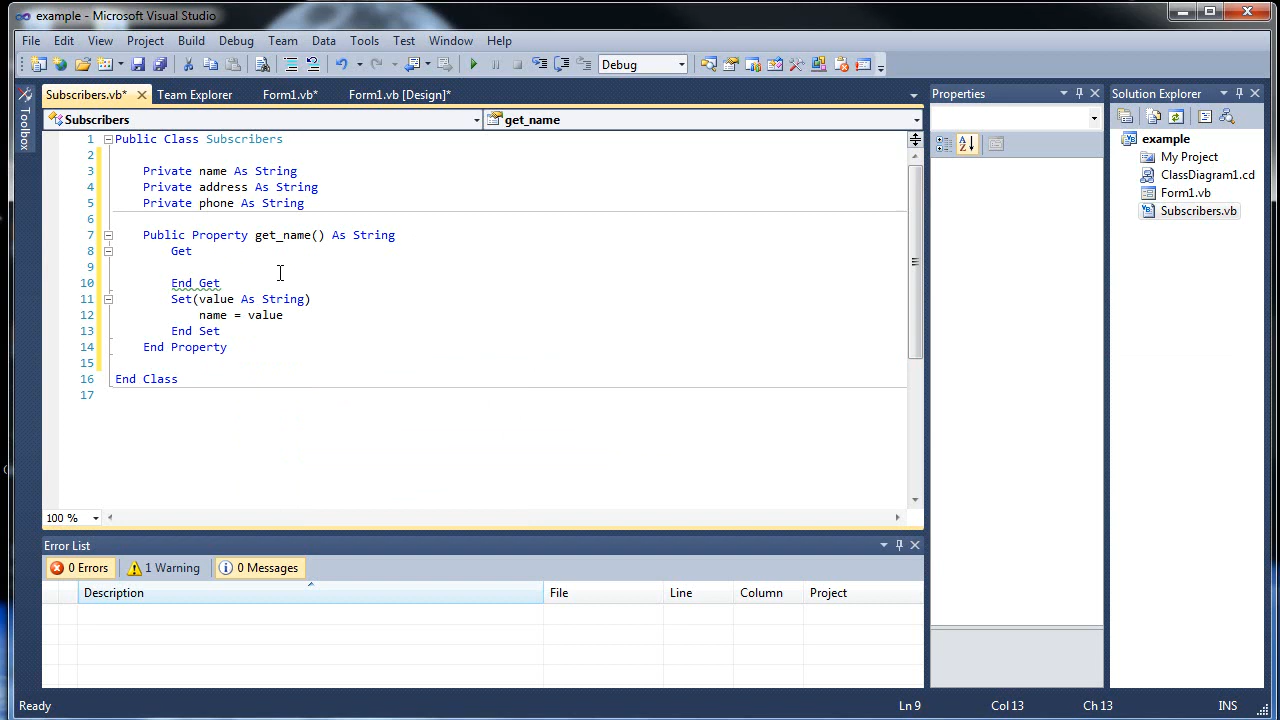 example - Microsoft Visual Studio
File Edit View Project Build Debug Team Data Tools Test Window Help
Debug
Subscribers.vb* Team Explorer Form1.vb* Form1.vb [Design]*
Subscribers get_name
Toolbox
1 Public Class Subscribers
2
3 Private name As String
4 Private address As String
5 Private phone As String
6
7 Public Property get_name() As String
8 Get
9
10 End Get
11 Set(value As String)
12 name = value
13 End Set
14 End Property
15
16 End Class
17
100 %
Properties
Solution Explorer
example
My Project
ClassDiagram1.cd
Form1.vb
Subscribers.vb
Error List
0 Errors 1 Warning 0 Messages
Description File Line Column Project
Ready Ln 9 Col 13 Ch 13 INS